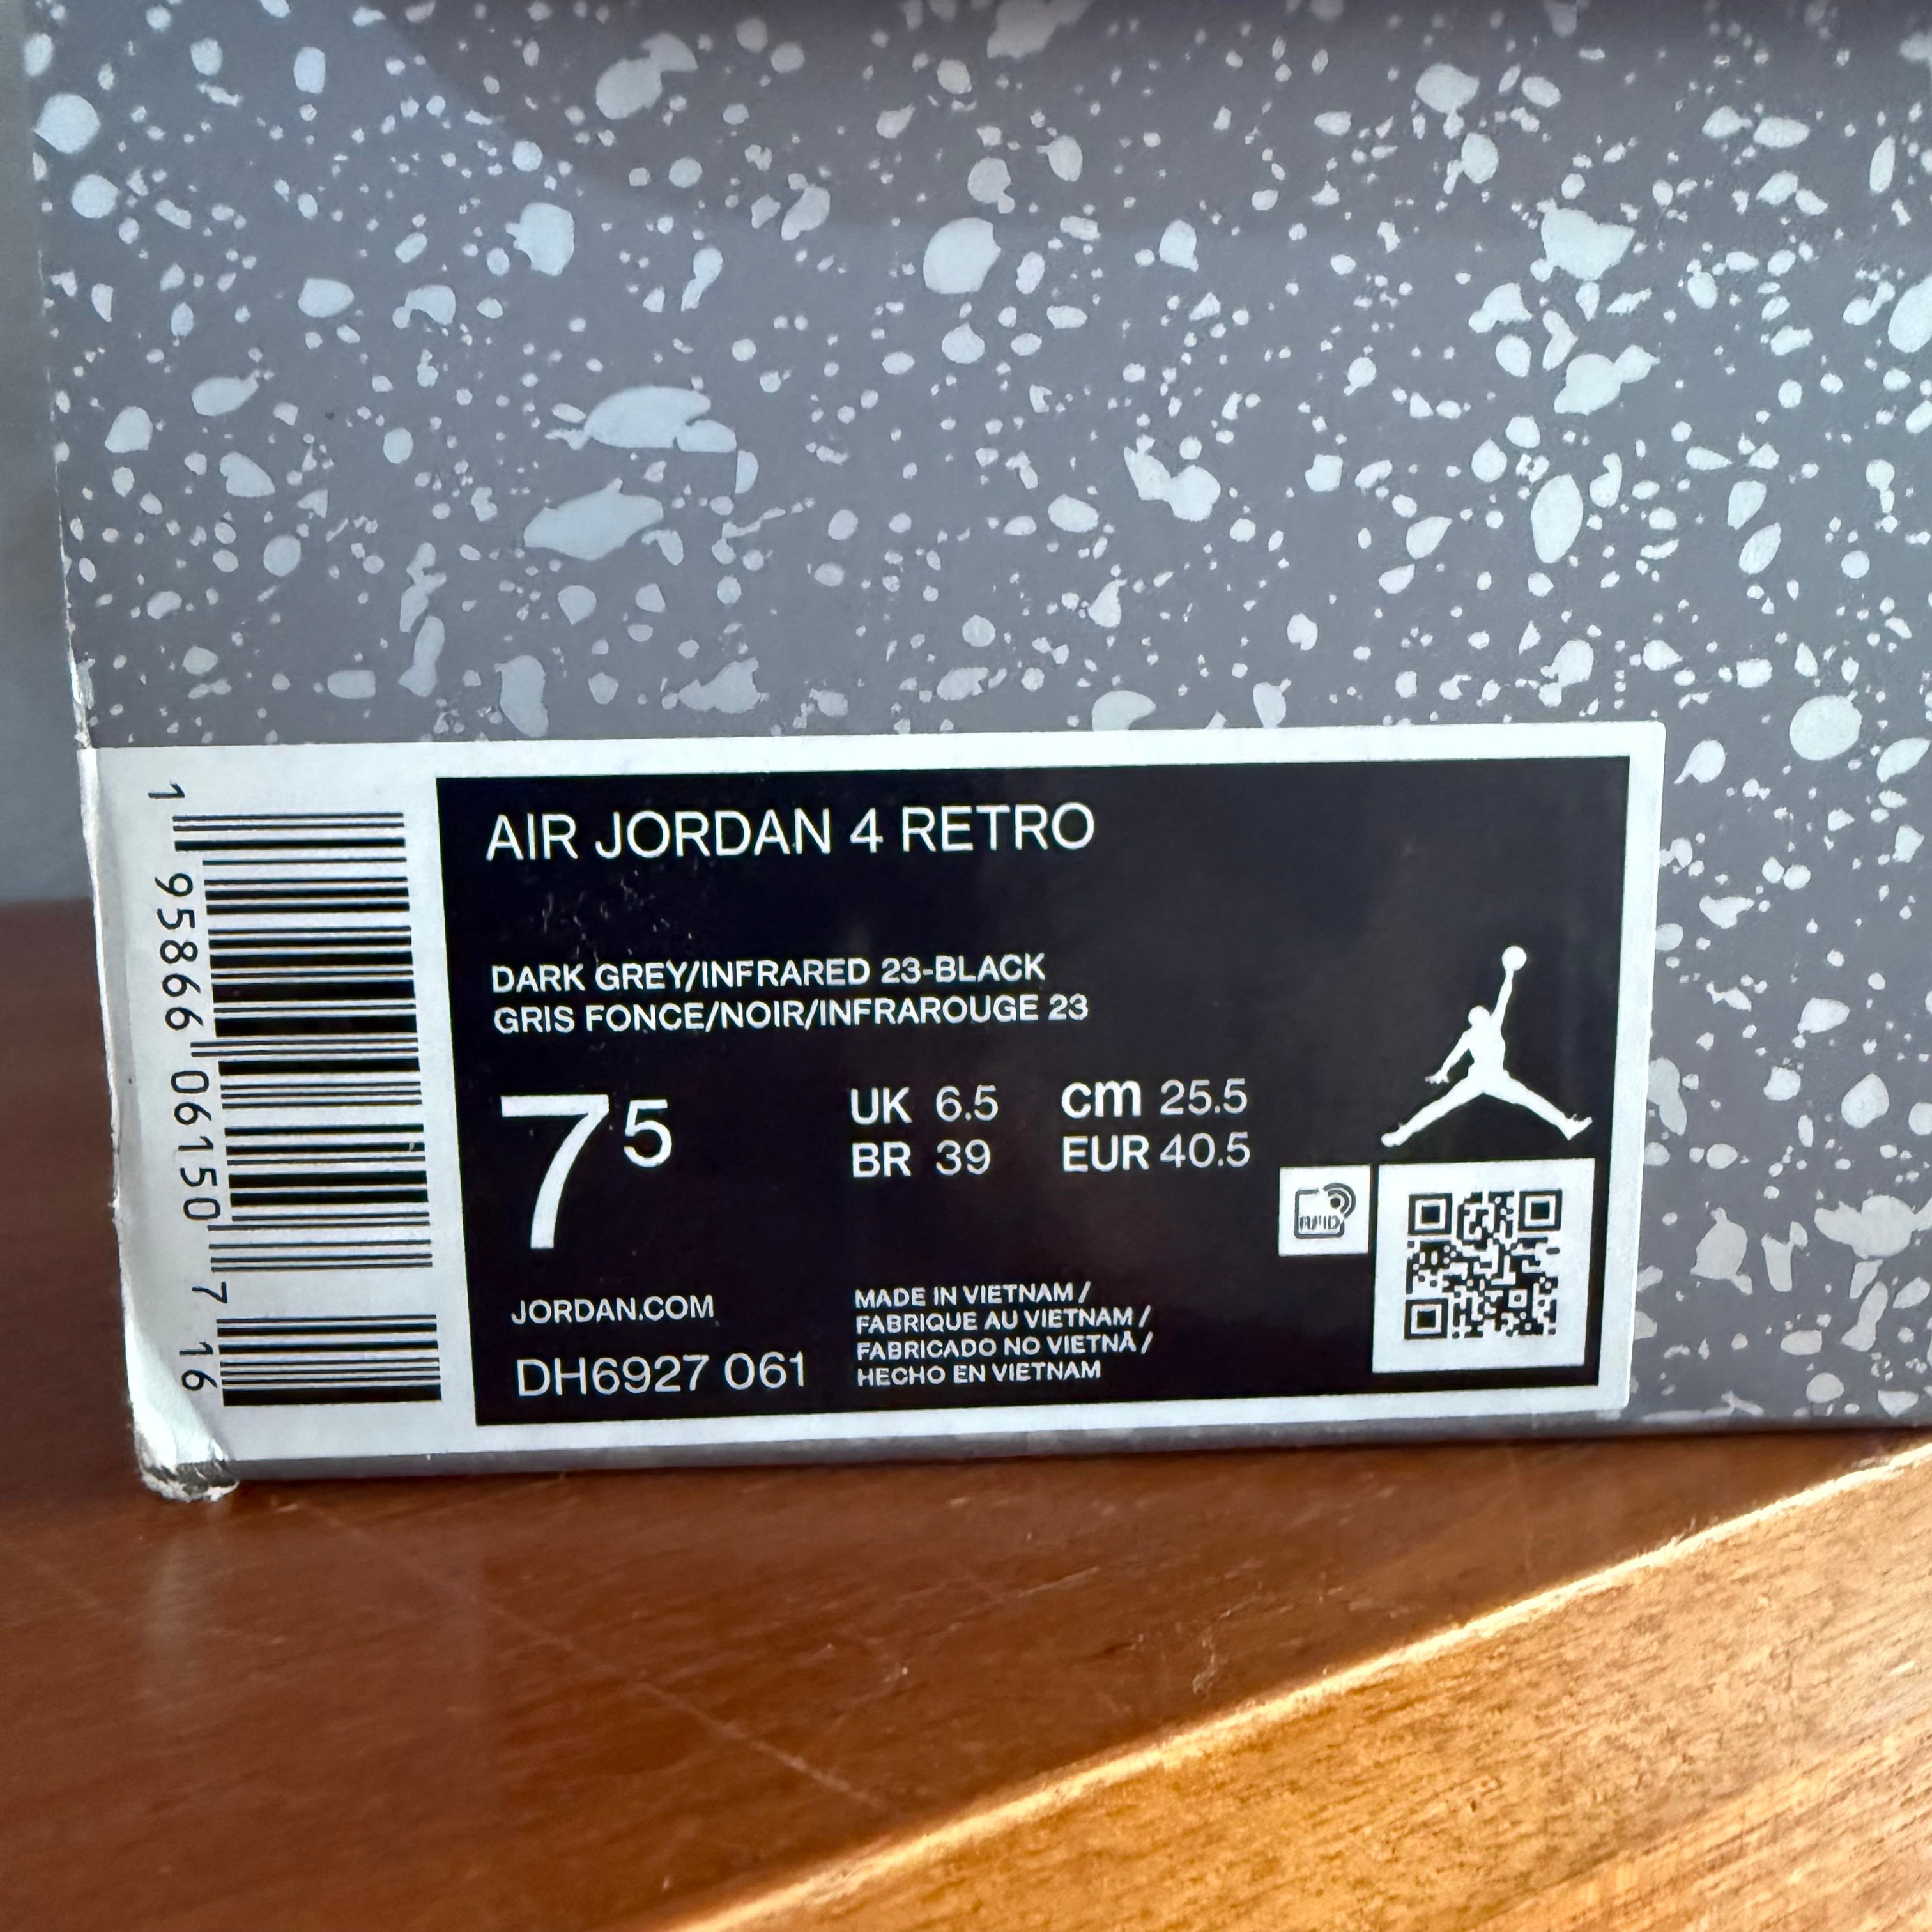 AIR JORDAN 4 RETRO
DARK GREY/INFRARED 23-BLACK
GRIS FONCE/NOIR/INFRAROUGE 23
7 5
UK 6.5 cm 25.5
BR 39 EUR 40.5
RFID
JORDAN.COM
DH6927 061
MADE IN VIETNAM /
FABRIQUE AU VIETNAM /
FABRICADO NO VIETNÃ /
HECHO EN VIETNAM
1 95866 06150 7 16